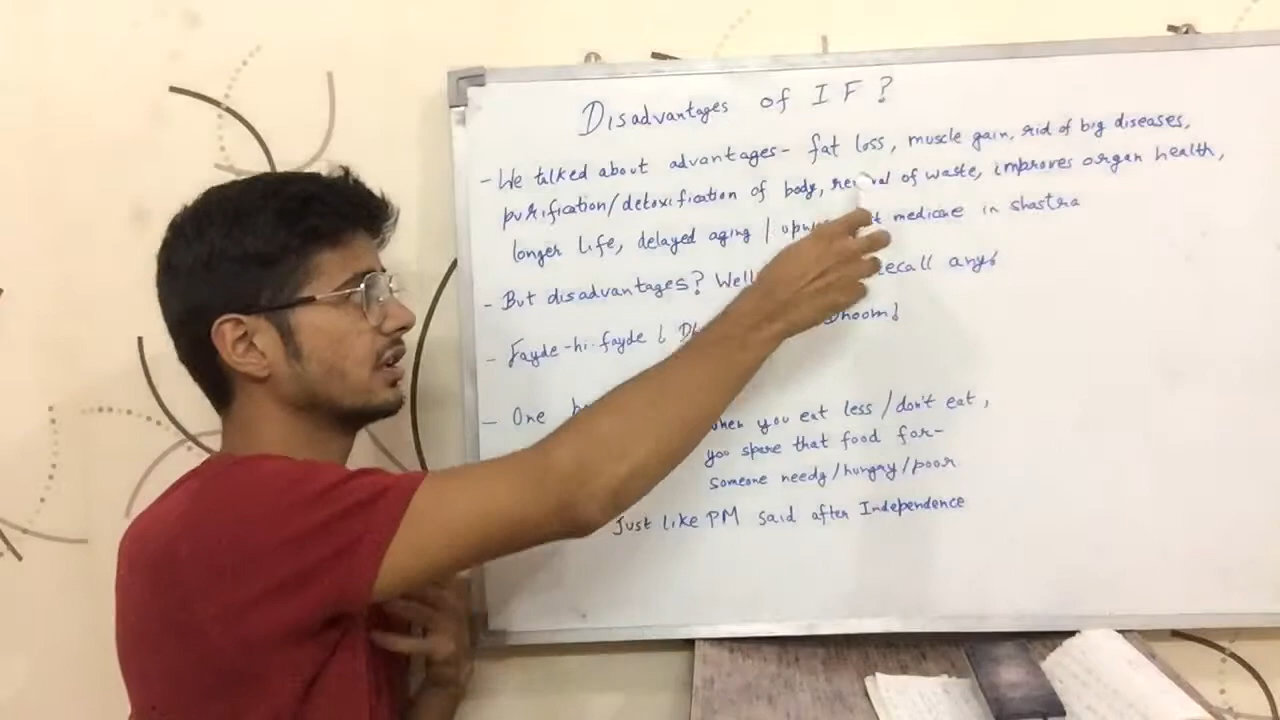 Disadvantages of IF?
- We talked about advantages - fat loss, muscle gain, rid of big diseases,
purification/detoxification of body, removal of waste, improves organ health,
longer life, delayed aging / medicine in shastra
- But disadvantages? Well recall any!
- Fayde-hi-fayde! Dhoom!
- One when you eat less/don't eat,
you spare that food for-
someone needy/hungry/poor
Just like PM said after Independence